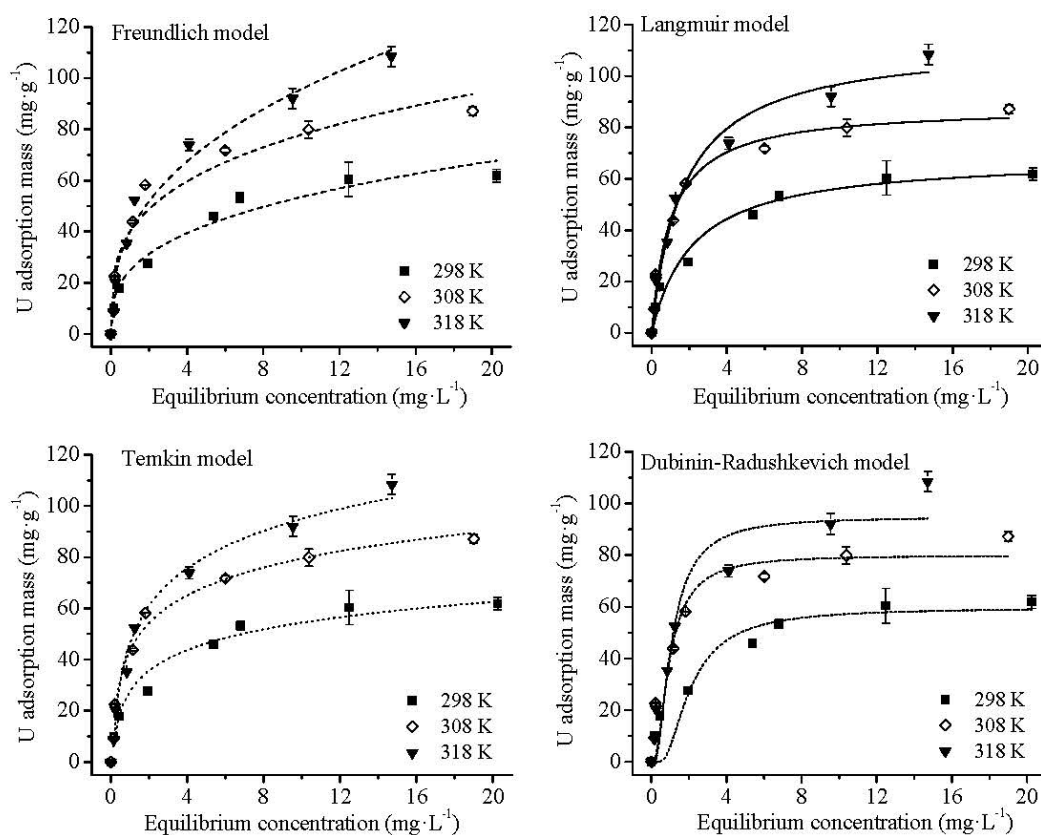 Freundlich model
U adsorption mass (mg·g⁻¹)
120
100
80
60
40
20
0
298 K
308 K
318 K
0 4 8 12 16 20
Equilibrium concentration (mg·L⁻¹)
Langmuir model
U adsorption mass (mg·g⁻¹)
120
100
80
60
40
20
0
298 K
308 K
318 K
0 4 8 12 16 20
Equilibrium concentration (mg·L⁻¹)
Temkin model
U adsorption mass (mg·g⁻¹)
120
100
80
60
40
20
0
298 K
308 K
318 K
0 4 8 12 16 20
Equilibrium concentration (mg·L⁻¹)
Dubinin-Radushkevich model
U adsorption mass (mg·g⁻¹)
120
100
80
60
40
20
0
298 K
308 K
318 K
0 4 8 12 16 20
Equilibrium concentration (mg·L⁻¹)